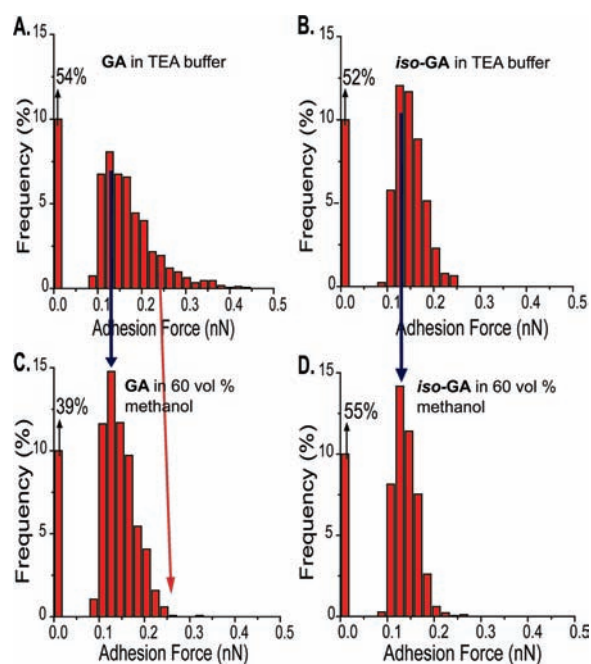 A.
GA in TEA buffer
54%
15
10
5
0
Frequency (%)
0.0 0.1 0.2 0.3 0.4 0.5
Adhesion Force (nN)
B.
iso-GA in TEA buffer
52%
15
10
5
0
Frequency (%)
0.0 0.1 0.2 0.3 0.4 0.5
Adhesion Force (nN)
C.
GA in 60 vol %
methanol
39%
15
10
5
0
Frequency (%)
0.0 0.1 0.2 0.3 0.4 0.5
Adhesion Force (nN)
D.
iso-GA in 60 vol %
methanol
55%
15
10
5
0
Frequency (%)
0.0 0.1 0.2 0.3 0.4 0.5
Adhesion Force (nN)